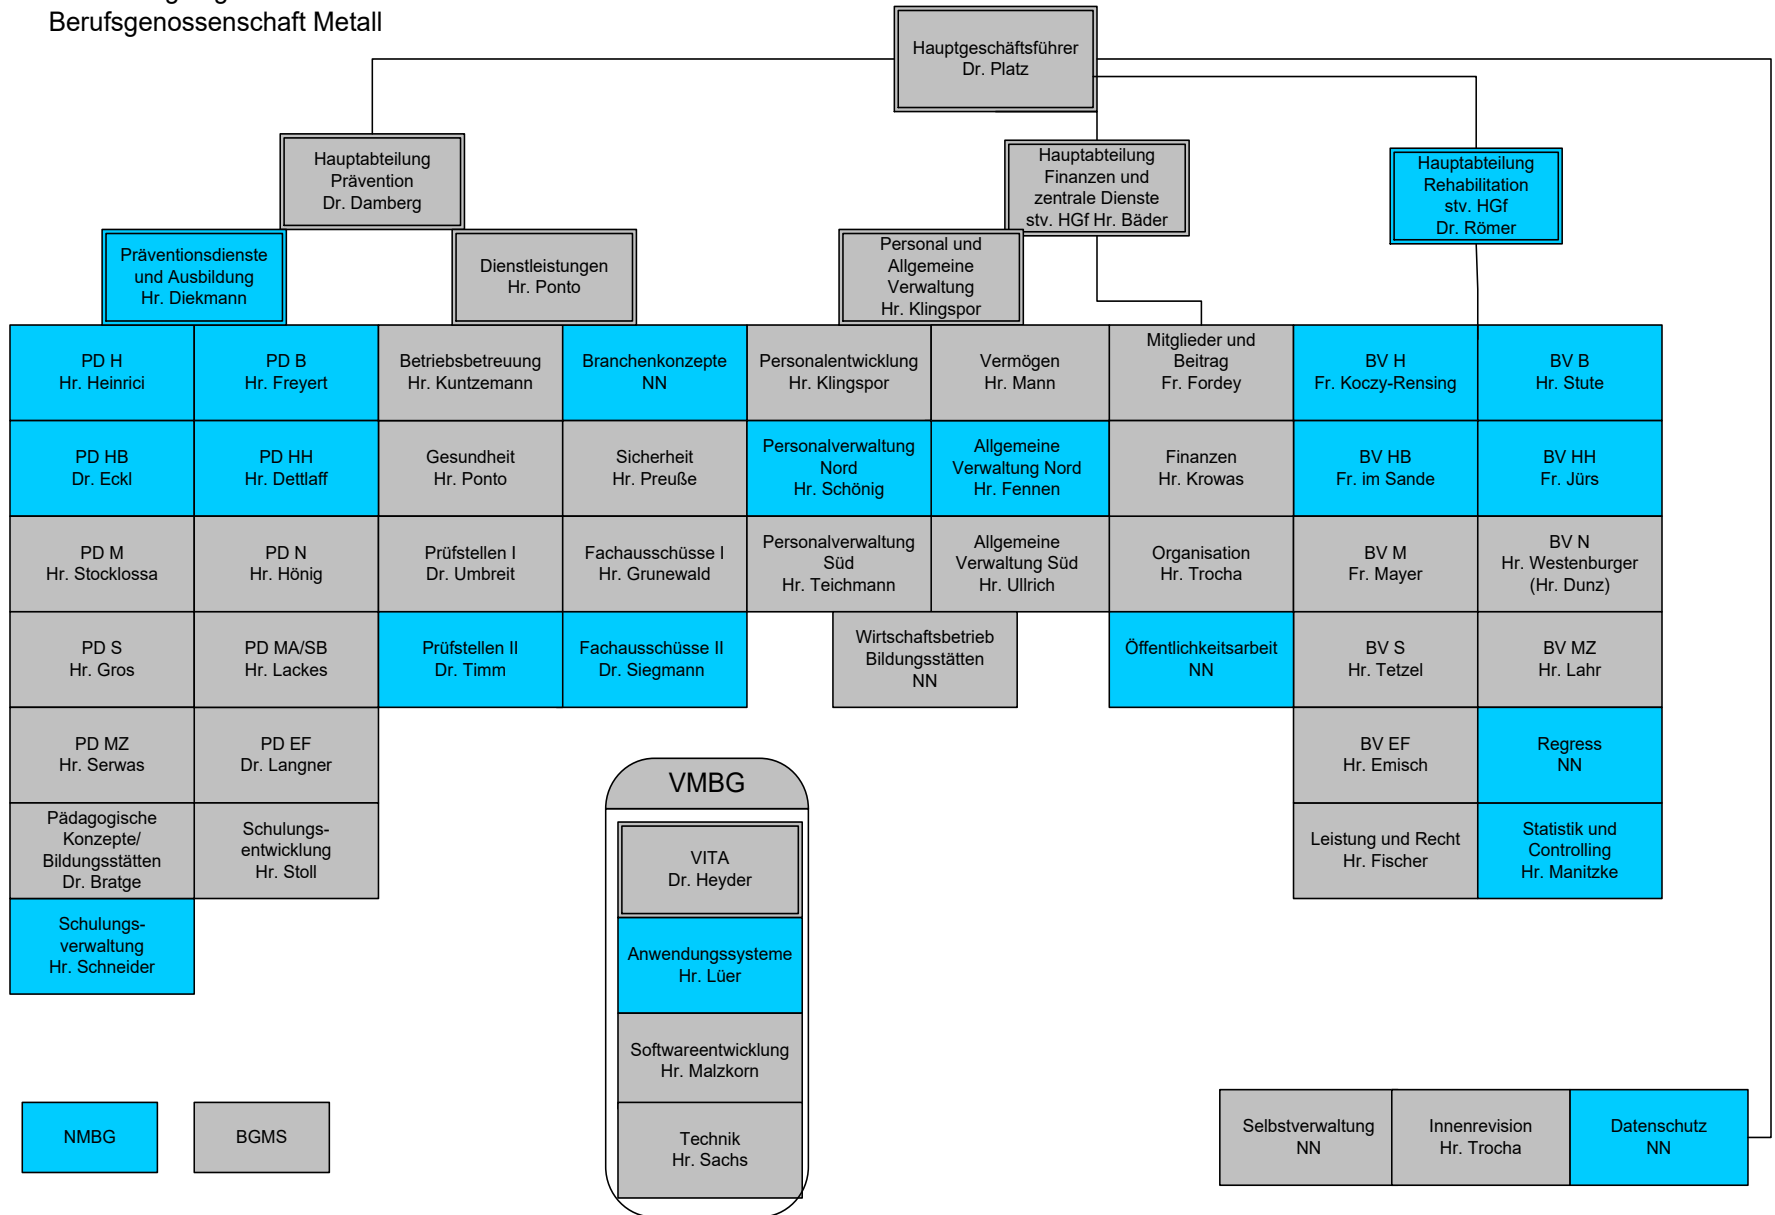 Berufsgenossenschaft Metall
Hauptgeschäftsführer
Dr. Platz
Hauptabteilung
Prävention
Dr. Damberg
Hauptabteilung
Finanzen und
zentrale Dienste
stv. HGf Hr. Bäder
Hauptabteilung
Rehabilitation
stv. HGf
Dr. Römer
Präventionsdienste
und Ausbildung
Hr. Diekmann
Dienstleistungen
Hr. Ponto
Personal und
Allgemeine
Verwaltung
Hr. Klingspor
PD H
Hr. Heinrici
PD B
Hr. Freyert
Betriebsbetreuung
Hr. Kuntzemann
Branchenkonzepte
NN
Personalentwicklung
Hr. Klingspor
Vermögen
Hr. Mann
Mitglieder und
Beitrag
Fr. Fordey
BV H
Fr. Koczy-Rensing
BV B
Hr. Stute
PD HB
Dr. Eckl
PD HH
Hr. Dettlaff
Gesundheit
Hr. Ponto
Sicherheit
Hr. Preuße
Personalverwaltung
Nord
Hr. Schönig
Allgemeine
Verwaltung Nord
Hr. Fennen
Finanzen
Hr. Krowas
BV HB
Fr. im Sande
BV HH
Fr. Jürs
PD M
Hr. Stocklossa
PD N
Hr. Hönig
Prüfstellen I
Dr. Umbreit
Fachausschüsse I
Hr. Grunewald
Personalverwaltung
Süd
Hr. Teichmann
Allgemeine
Verwaltung Süd
Hr. Ullrich
Organisation
Hr. Trocha
BV M
Fr. Mayer
BV N
Hr. Westenburger
(Hr. Dunz)
PD S
Hr. Gros
PD MA/SB
Hr. Lackes
Prüfstellen II
Dr. Timm
Fachausschüsse II
Dr. Siegmann
Wirtschaftsbetrieb
Bildungsstätten
NN
Öffentlichkeitsarbeit
NN
BV S
Hr. Tetzel
BV MZ
Hr. Lahr
PD MZ
Hr. Serwas
PD EF
Dr. Langner
BV EF
Hr. Emisch
Regress
NN
Pädagogische
Konzepte/
Bildungsstätten
Dr. Bratge
Schulungs-
entwicklung
Hr. Stoll
Leistung und Recht
Hr. Fischer
Statistik und
Controlling
Hr. Manitzke
Schulungs-
verwaltung
Hr. Schneider
VMBG
VITA
Dr. Heyder
Anwendungssysteme
Hr. Lüer
Softwareentwicklung
Hr. Malzkorn
Technik
Hr. Sachs
NMBG
BGMS
Selbstverwaltung
NN
Innenrevision
Hr. Trocha
Datenschutz
NN